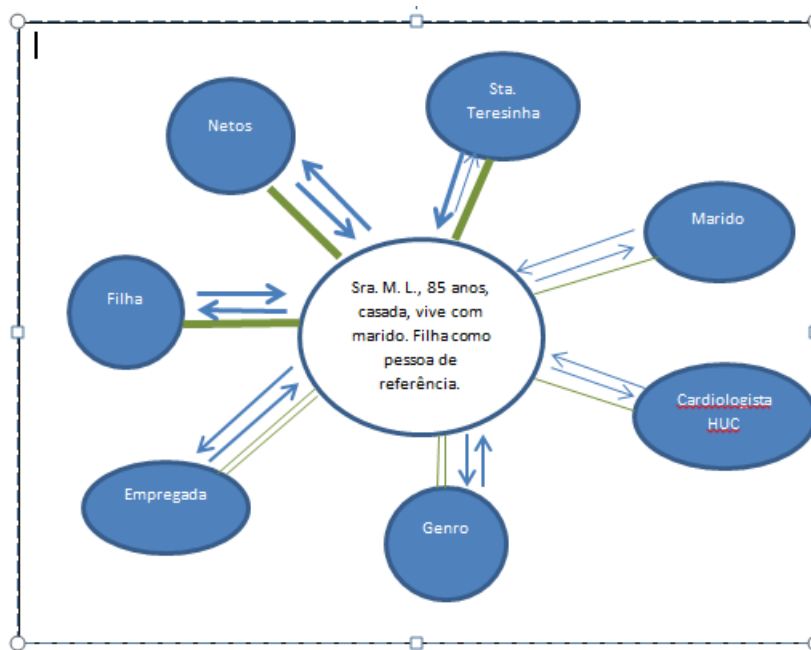 Netos
Sta.
Teresinha
Marido
Filha
Sra. M. L., 85 anos,
casada, vive com
marido. Filha como
pessoa de
referência.
Cardiologista
HUC
Empregada
Genro